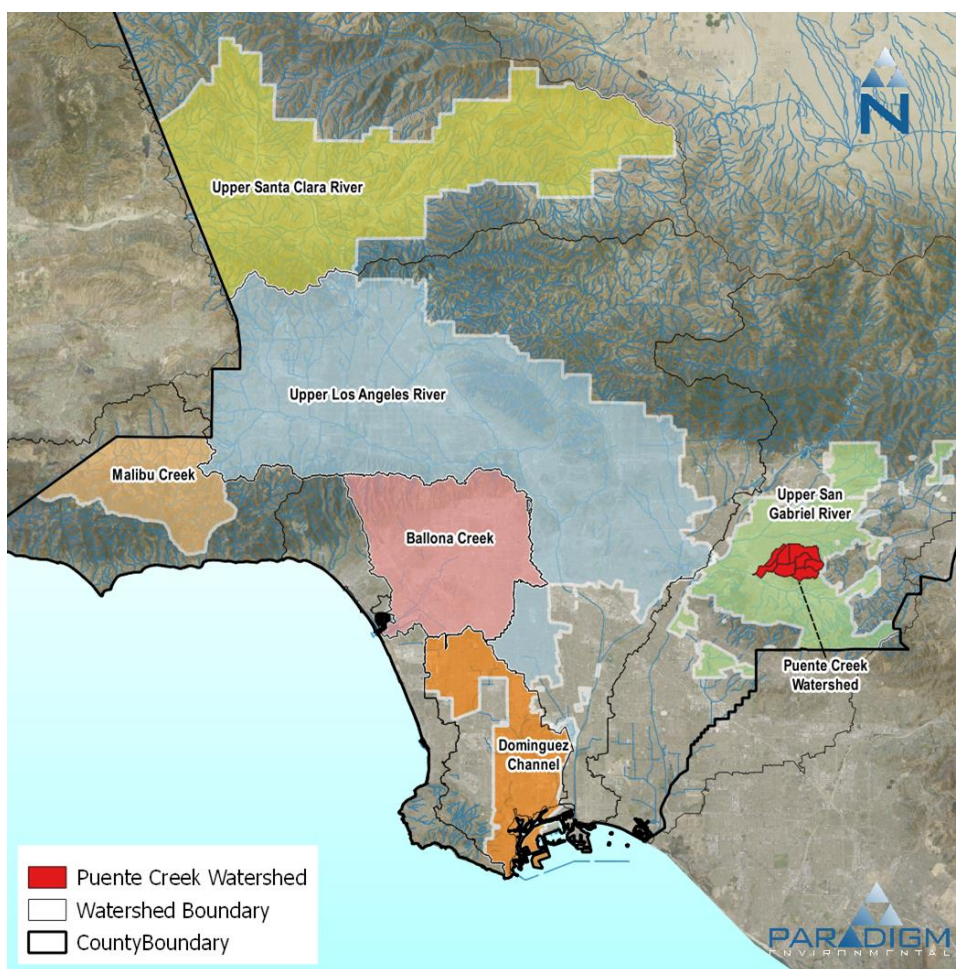 N
Upper Santa Clara River
Upper Los Angeles River
Malibu Creek
Upper San
Gabriel River
Ballona Creek
Puente Creek
Watershed
Dominguez
Channel
Puente Creek Watershed
Watershed Boundary
CountyBoundary
PARADIGM
ENVIRONMENTAL